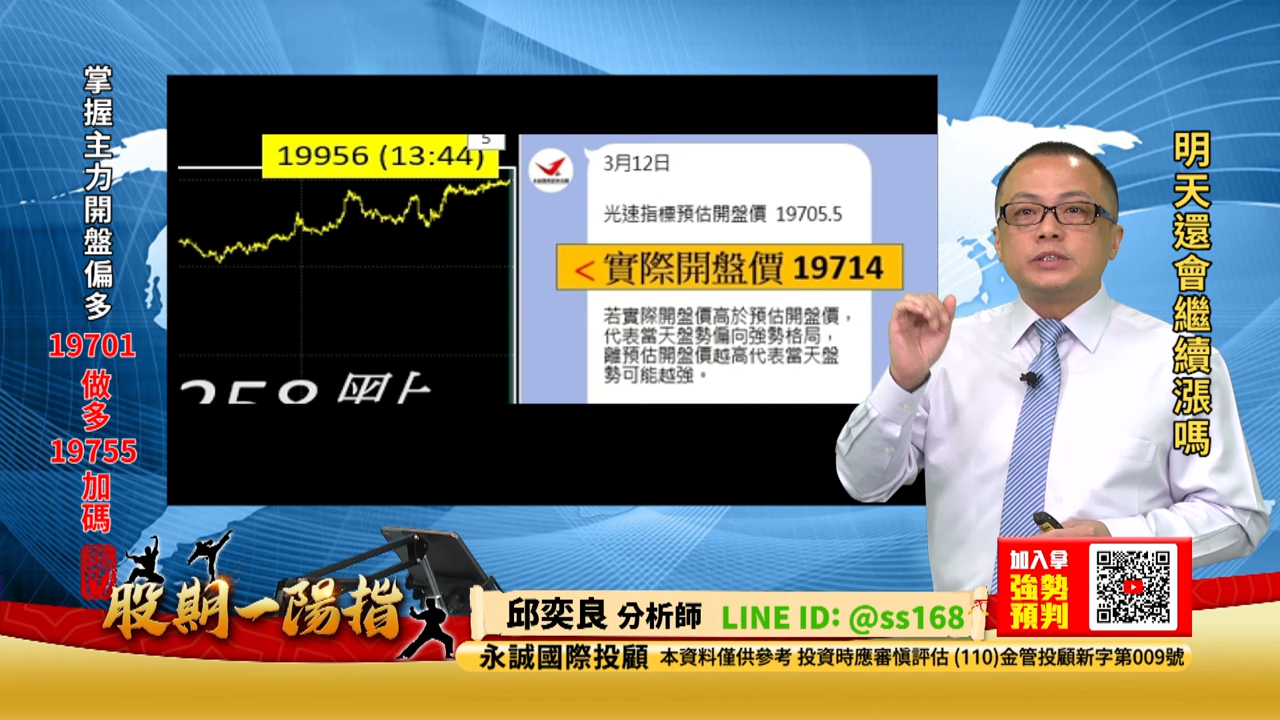 掌握主力開盤偏多
19701
做多
19755
加碼
19956 (13:44)
5
3月12日
光速指標預估開盤價 19705.5
< 實際開盤價 19714
若實際開盤價高於預估開盤價,
代表當天盤勢偏向強勢格局,
離預估開盤價越高代表當天盤
勢可能越強。
明天還會繼續漲嗎
股期一陽指
邱奕良 分析師 LINE ID: @ss168
加入拿
強勢
預判
永誠國際投顧 本資料僅供參考 投資時應審慎評估 (110)金管投顧新字第009號